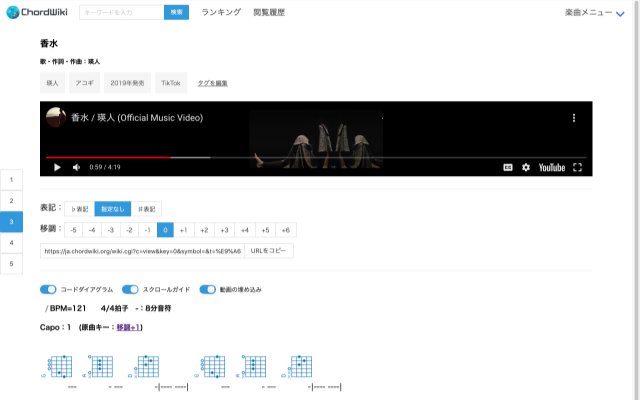 ChordWiki キーワードを入力 検索 ランキング 閲覧履歴 楽曲メニュー
香水
歌・作詞・作曲：瑛人
瑛人 アコギ 2019年発売 TikTok タグを編集
香水 / 瑛人 (Official Music Video)
0:59 / 4:19 YouTube
1
2
3
4
5
表記： ♭表記 指定なし ♯表記
移調： -5 -4 -3 -2 -1 0 +1 +2 +3 +4 +5 +6
https://ja.chordwiki.org/wiki.cgi?c=view&key=0&symbol=&t=%E9%A6 URLをコピー
コードダイアグラム スクロールガイド 動画の埋め込み
/ BPM=121 4/4拍子 -：8分音符
Capo：1 (原曲キー：移調+1)
--- - --- -|---- ----| --- - --- -|---- ----|